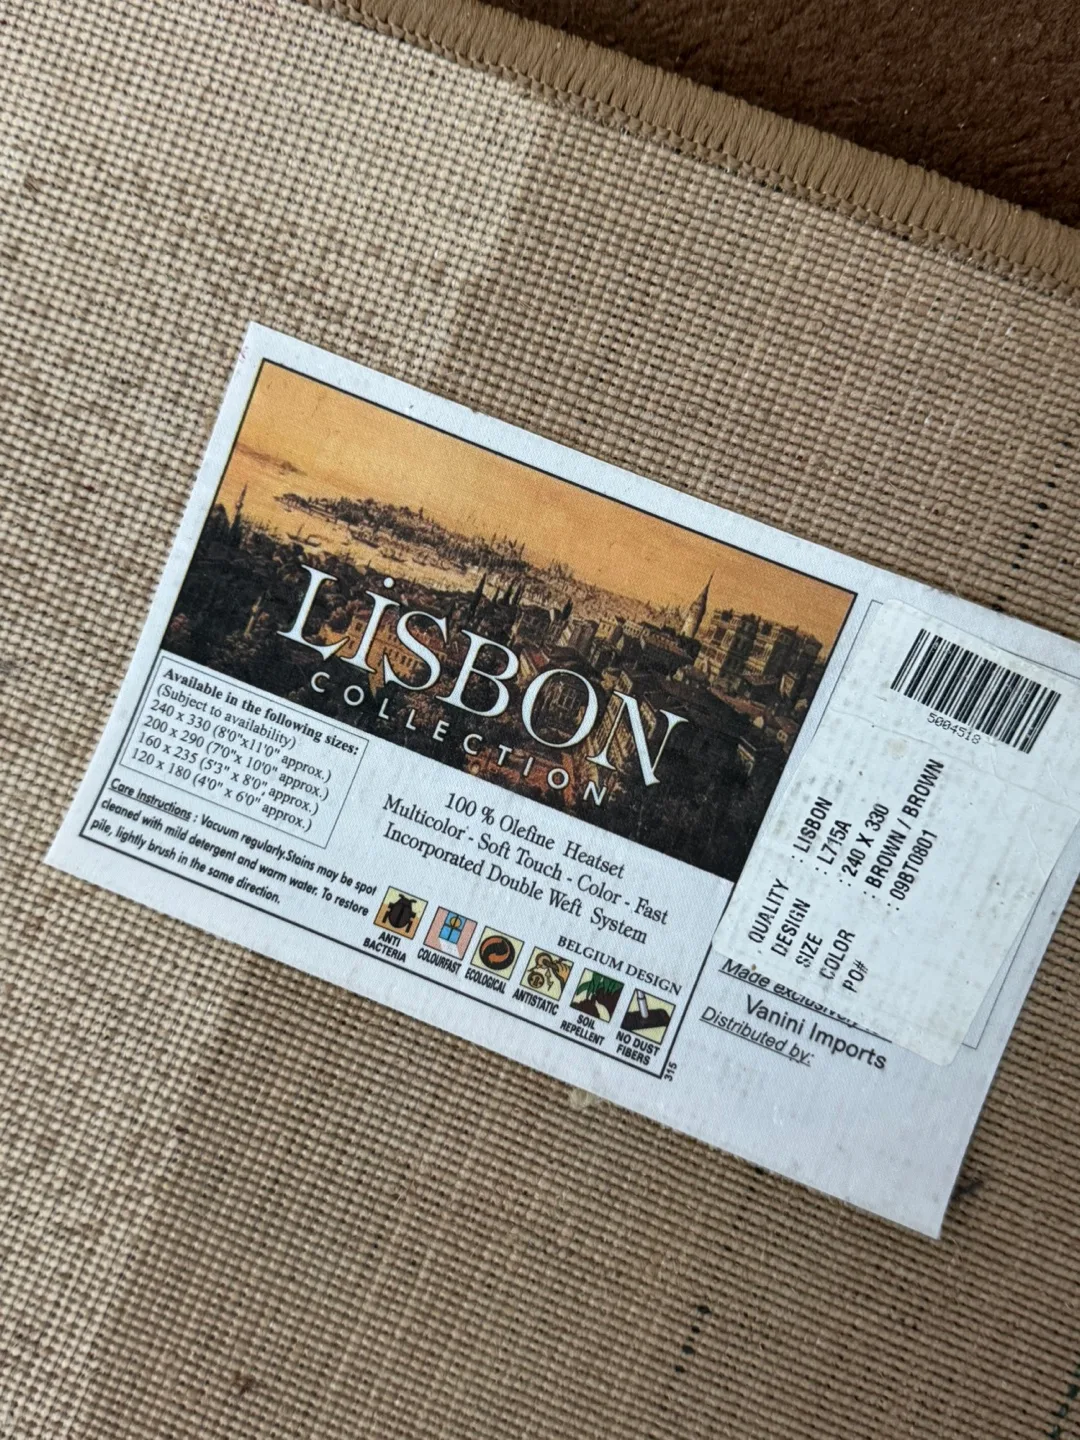 LiSBON
COLLECTION
Available in the following sizes:
(Subject to availability)
240 x 330 (8'0"x11'0" approx.)
200 x 290 (7'0"x 10'0" approx.)
160 x 235 (5'3" x 8'0" approx.)
120 x 180 (4'0" x 6'0" approx.)
Care Instructions : Vacuum regularly.Stains may be spot
cleaned with mild detergent and warm water. To restore
pile, lightly brush in the same direction.
100 % Olefine Heatset
Multicolor - Soft Touch - Color - Fast
Incorporated Double Weft System
BELGIUM DESIGN
ANTI
BACTERIA
COLOURFAST
ECOLOGICAL
ANTISTATIC
SOIL
REPELLENT
NO DUST
FIBERS
315
5004518
QUALITY : LISBON
DESIGN : L715A
SIZE : 240 X 330
COLOR : BROWN / BROWN
PO# : 09BT0801
Made exclusively
Vanini Imports
Distributed by: